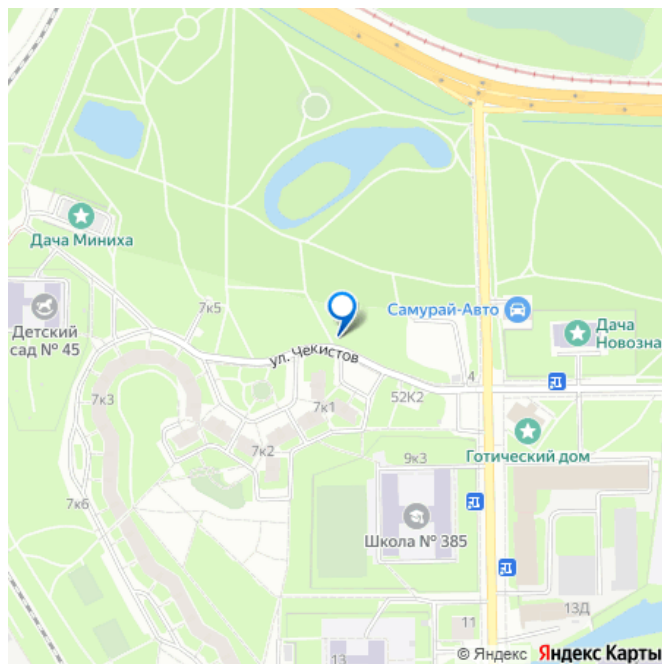 Дача Миниха
7к5
Самурай-Авто
Детский
сад № 45
Дача
Новозна
ул. Чекистов
4
7к3
7к1
52К2
7к2
Готический дом
9к3
7к6
Школа № 385
13Д
11
13
© Яндекс Яндекс Карты